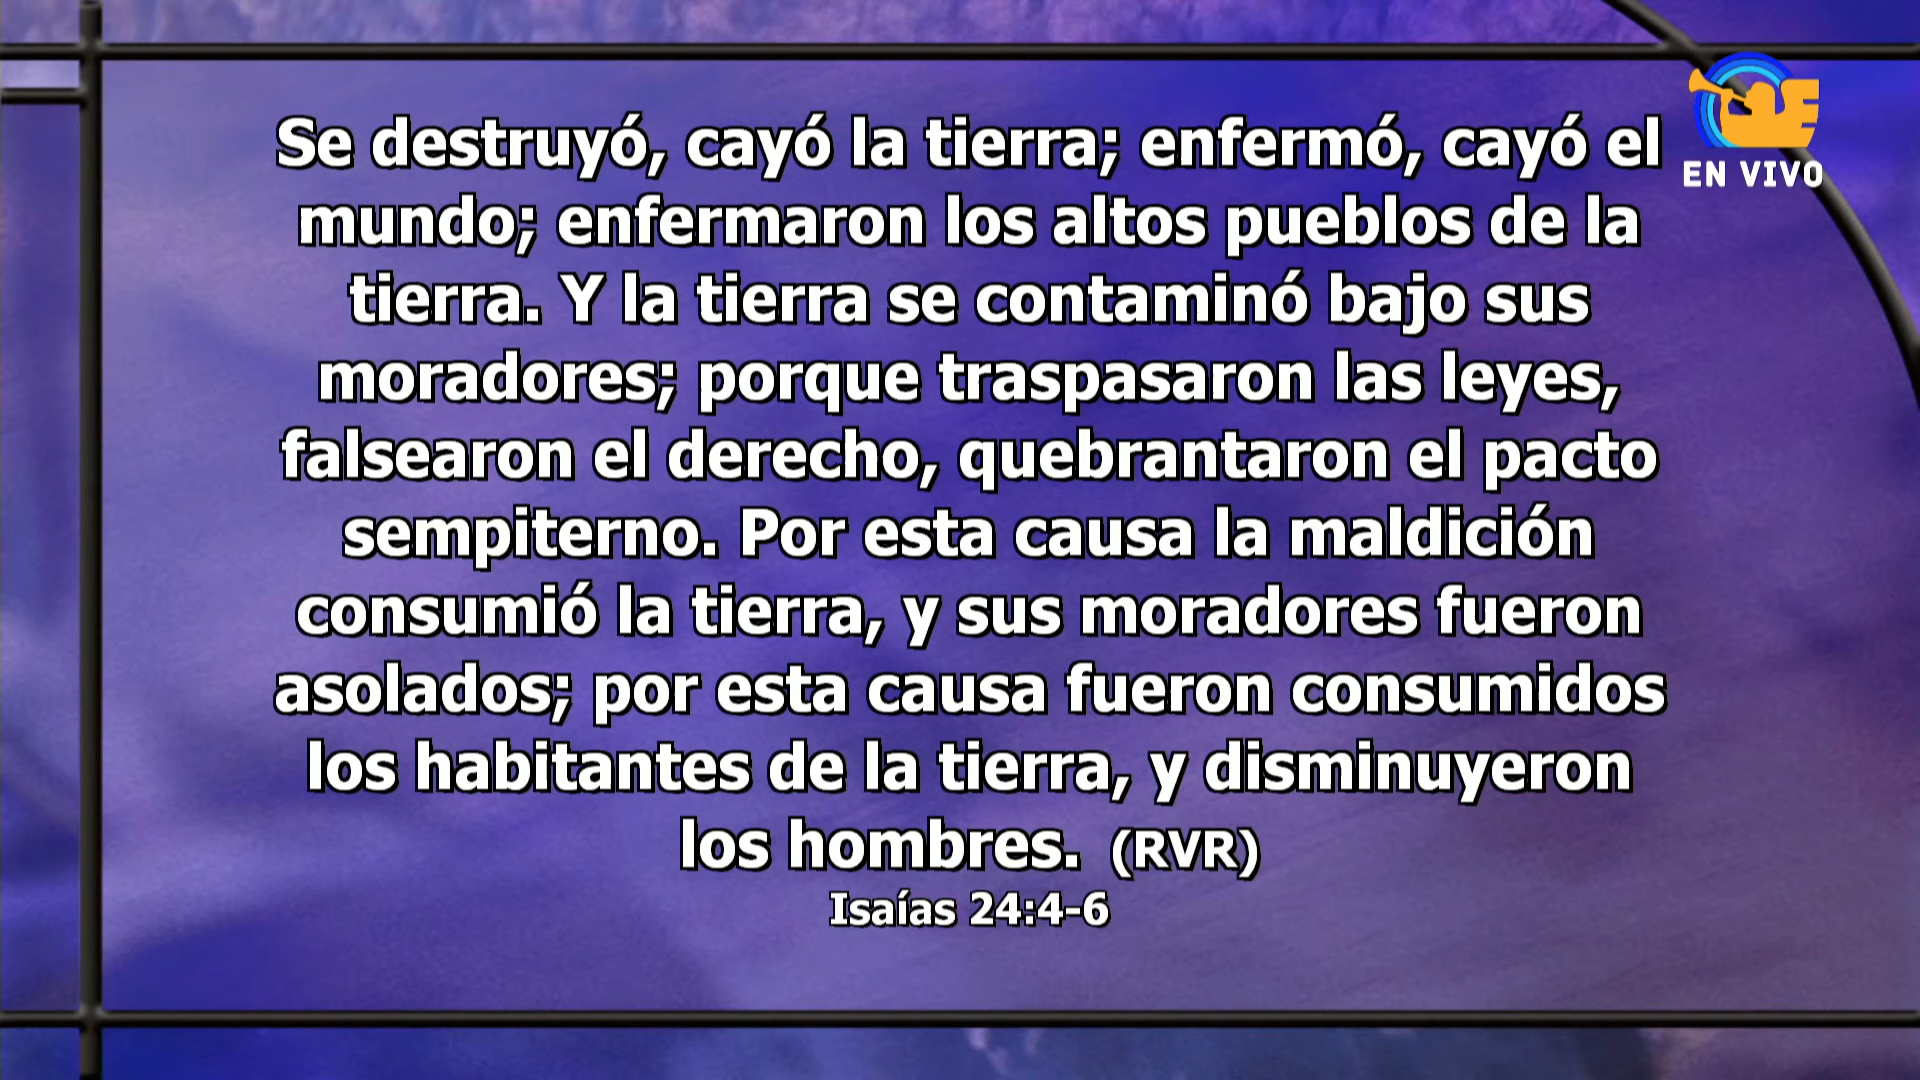 Se destruyó, cayó la tierra; enfermó, cayó el
mundo; enfermaron los altos pueblos de la
tierra. Y la tierra se contaminó bajo sus
moradores; porque traspasaron las leyes,
falsearon el derecho, quebrantaron el pacto
sempiterno. Por esta causa la maldición
consumió la tierra, y sus moradores fueron
asolados; por esta causa fueron consumidos
los habitantes de la tierra, y disminuyeron
los hombres. (RVR)
Isaías 24:4-6
EN VIVO